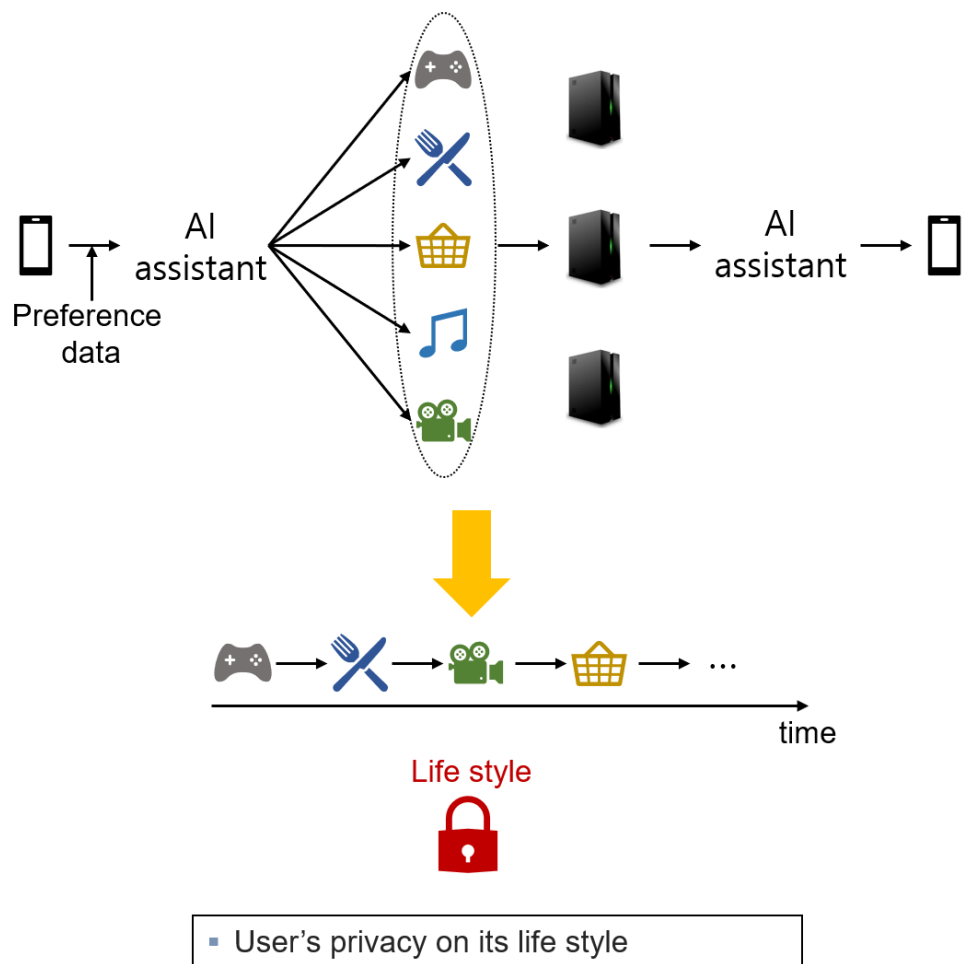 AI
assistant
AI
assistant
Preference
data
...
time
Life style
▪ User's privacy on its life style